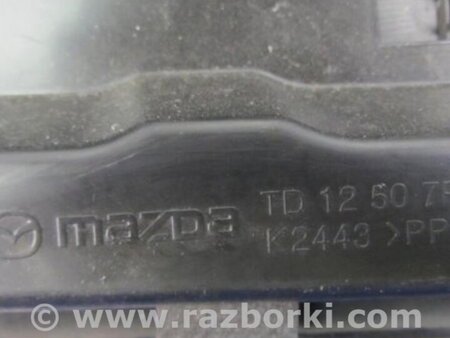 mazda TD 12 50 7
K2443 >PP
www.razborki.com